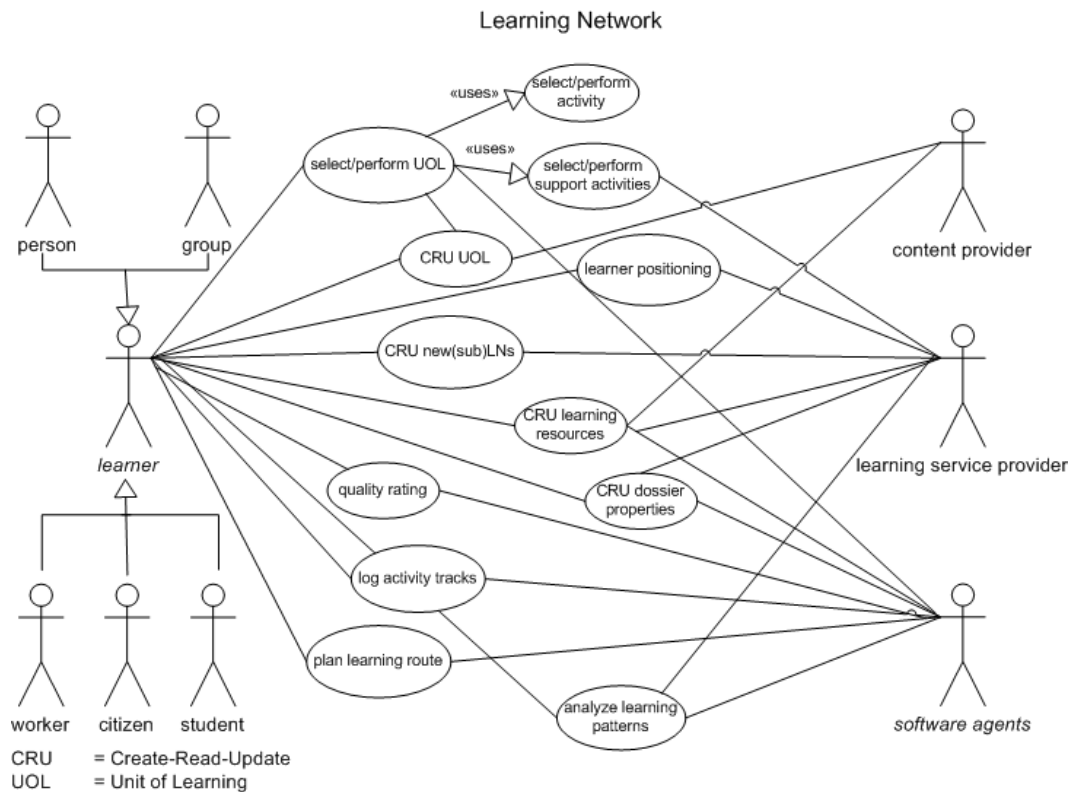 Learning Network
«uses»
select/perform
activity
«uses»
select/perform UOL
select/perform
support activities
person
group
content provider
CRU UOL
learner positioning
CRU new(sub)LNs
CRU learning
resources
learner
learning service provider
quality rating
CRU dossier
properties
log activity tracks
plan learning route
analyze learning
patterns
worker
citizen
student
software agents
CRU = Create-Read-Update
UOL = Unit of Learning